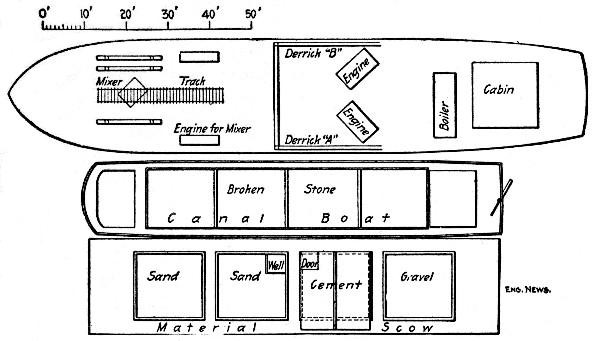 0' 10' 20' 30' 40' 50'
Derrick "B"
Engine
Mixer Track
Boiler
Cabin
Engine
Engine for Mixer
Derrick "A"
Broken Stone
Canal Boat
Sand
Sand
Well
Door
Cement
Gravel
ENG. NEWS.
Material Scow